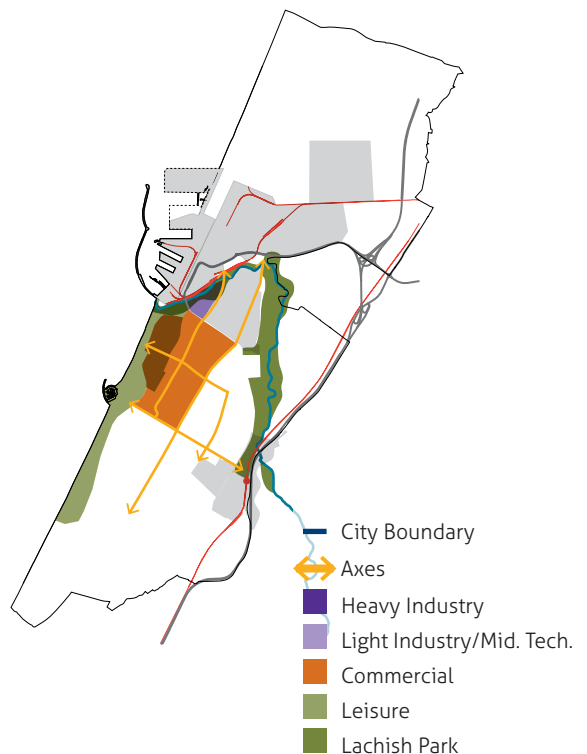 City Boundary
Axes
Heavy Industry
Light Industry/Mid. Tech.
Commercial
Leisure
Lachish Park